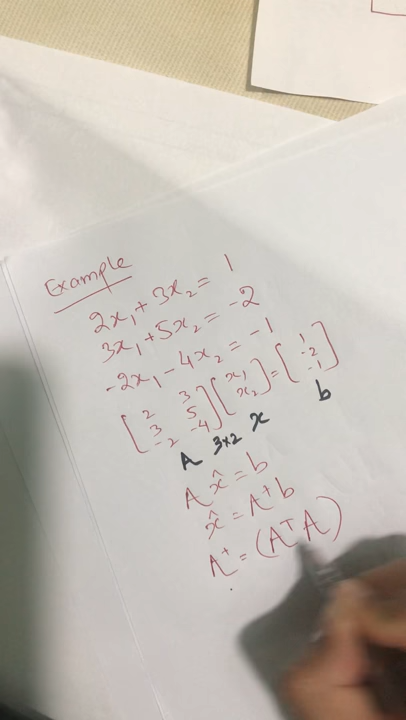 Example
2x₁ + 3x₂ = 1
3x₁ + 5x₂ = -2
-2x₁ - 4x₂ = -1
[2 3; 3 5; -2 -4] [x₁; x₂] = [1; -2; -1]
A 3×2 x b
A x̂ = b
x̂ = A⁺b
A⁺ = (AᵀA)